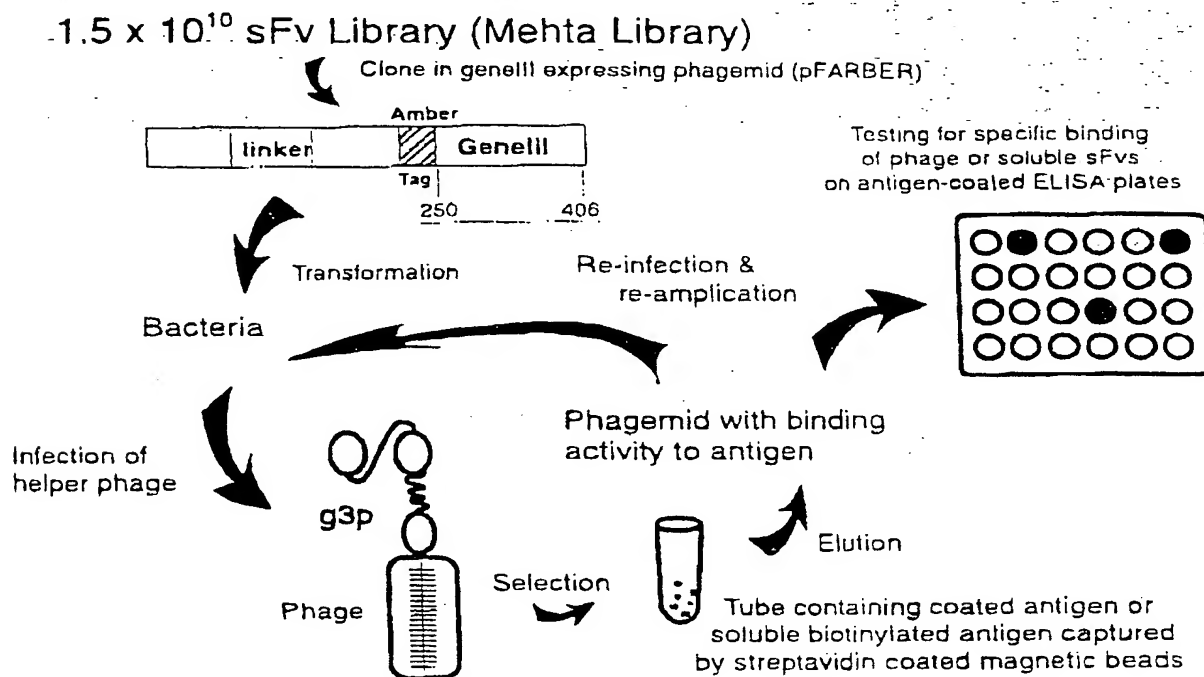 1.5 x 10¹⁰ sFv Library (Mehta Library)
Clone in geneIII expressing phagemid (pFARBER)
Amber
linker
GeneIII
Tag
250
406
Testing for specific binding
of phage or soluble sFvs
on antigen-coated ELISA plates
Transformation
Re-infection &
re-amplication
Bacteria
Phagemid with binding
activity to antigen
Infection of
helper phage
g3p
Phage
Selection
Elution
Tube containing coated antigen or
soluble biotinylated antigen captured
by streptavidin coated magnetic beads